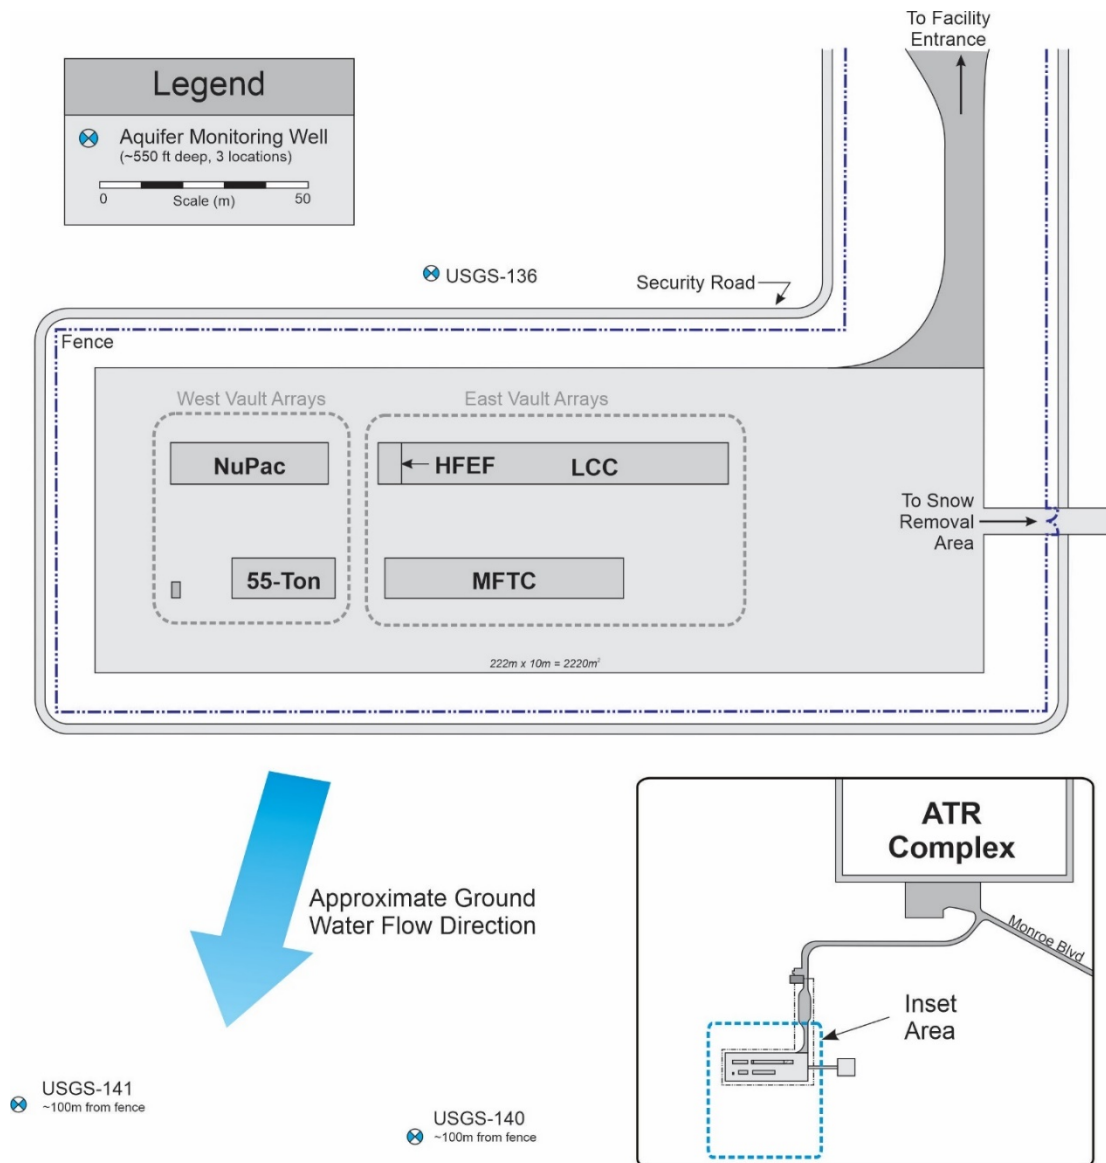 To Facility
Entrance
Legend
Aquifer Monitoring Well
(~550 ft deep, 3 locations)
0 50
Scale (m)
USGS-136
Security Road
Fence
West Vault Arrays
East Vault Arrays
NuPac
HFEF
LCC
To Snow
Removal
Area
55-Ton
MFTC
222m x 10m = 2220m²
ATR
Complex
Approximate Ground
Water Flow Direction
Monroe Blvd
Inset
Area
USGS-141
~100m from fence
USGS-140
~100m from fence